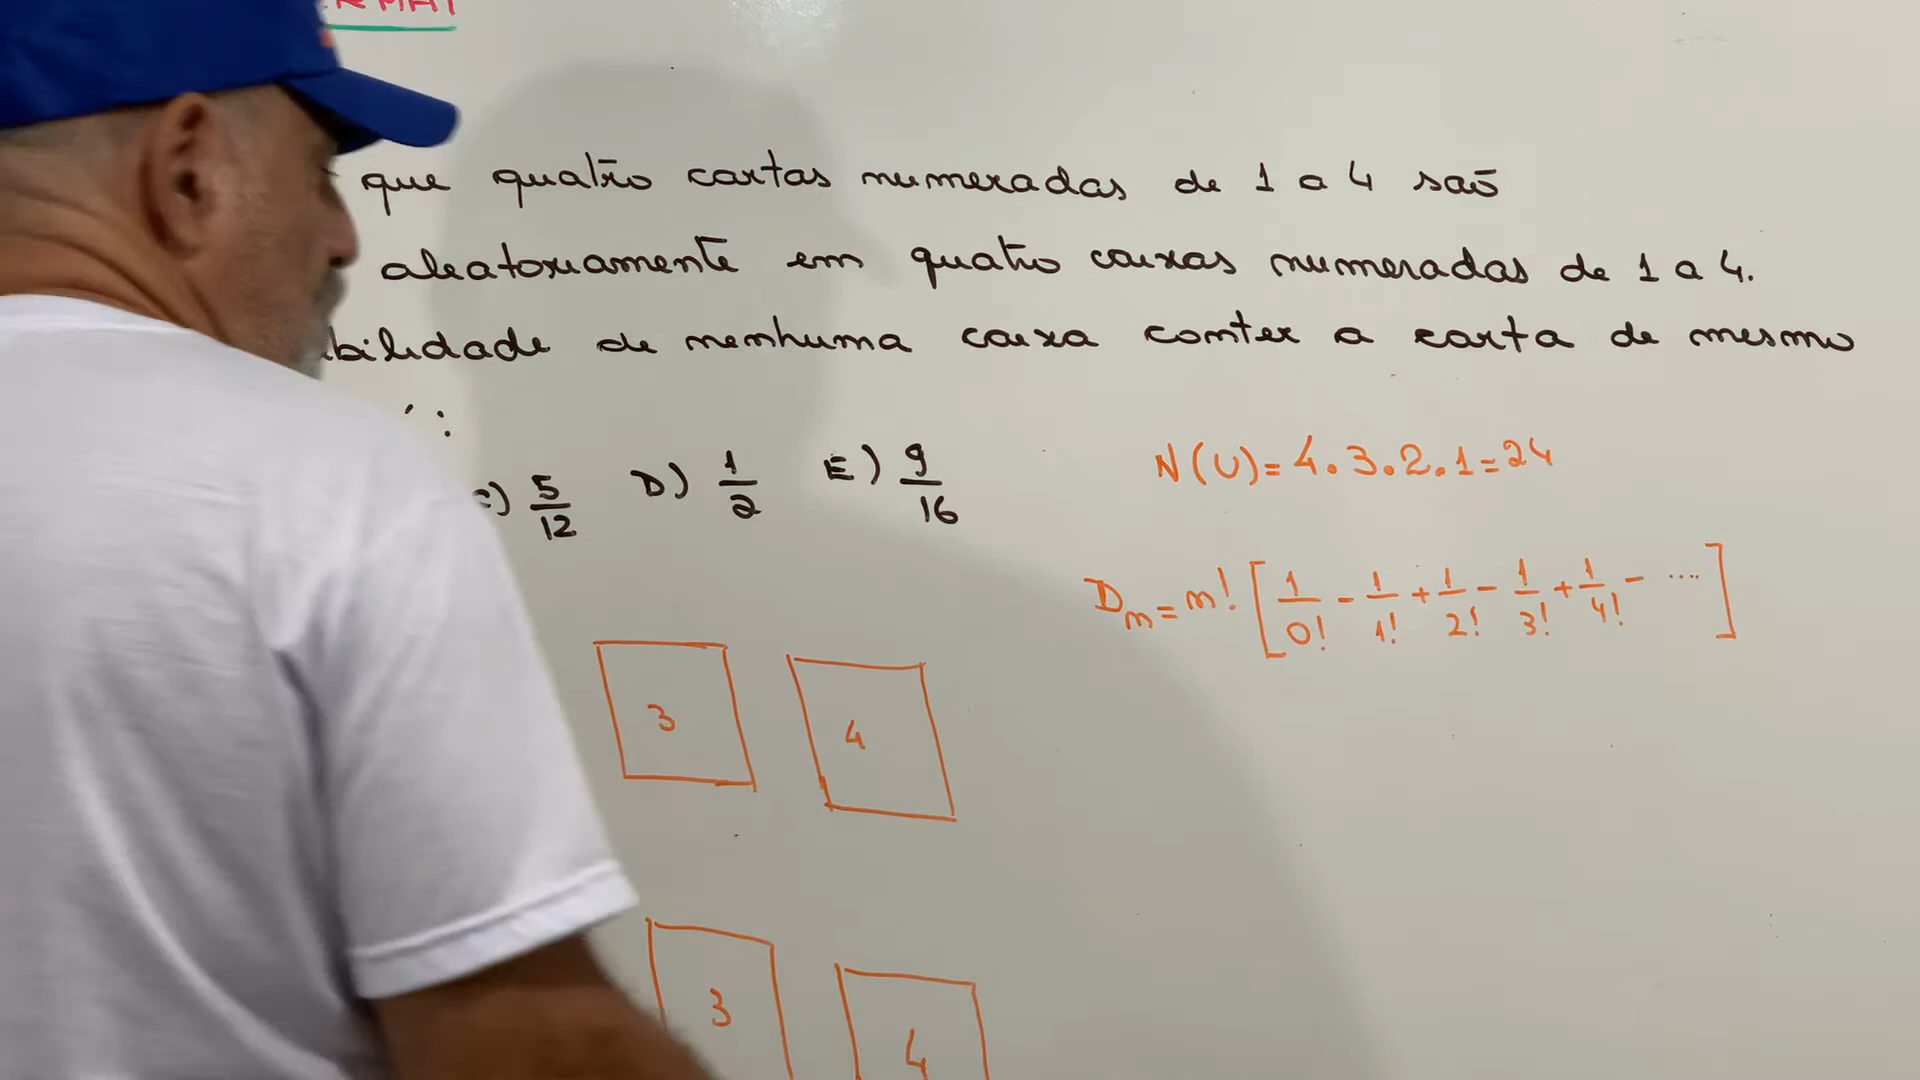 que quatro cartas numeradas de 1 a 4 são
aleatoriamente em quatro caixas numeradas de 1 a 4.
bilidade de nenhuma caixa conter a carta de mesmo
:
) 5/12 D) 1/2 E) 9/16
N(U)=4.3.2.1=24
Dn=n! [1/0! - 1/1! + 1/2! - 1/3! + 1/4! - ....]
3 4
3 4